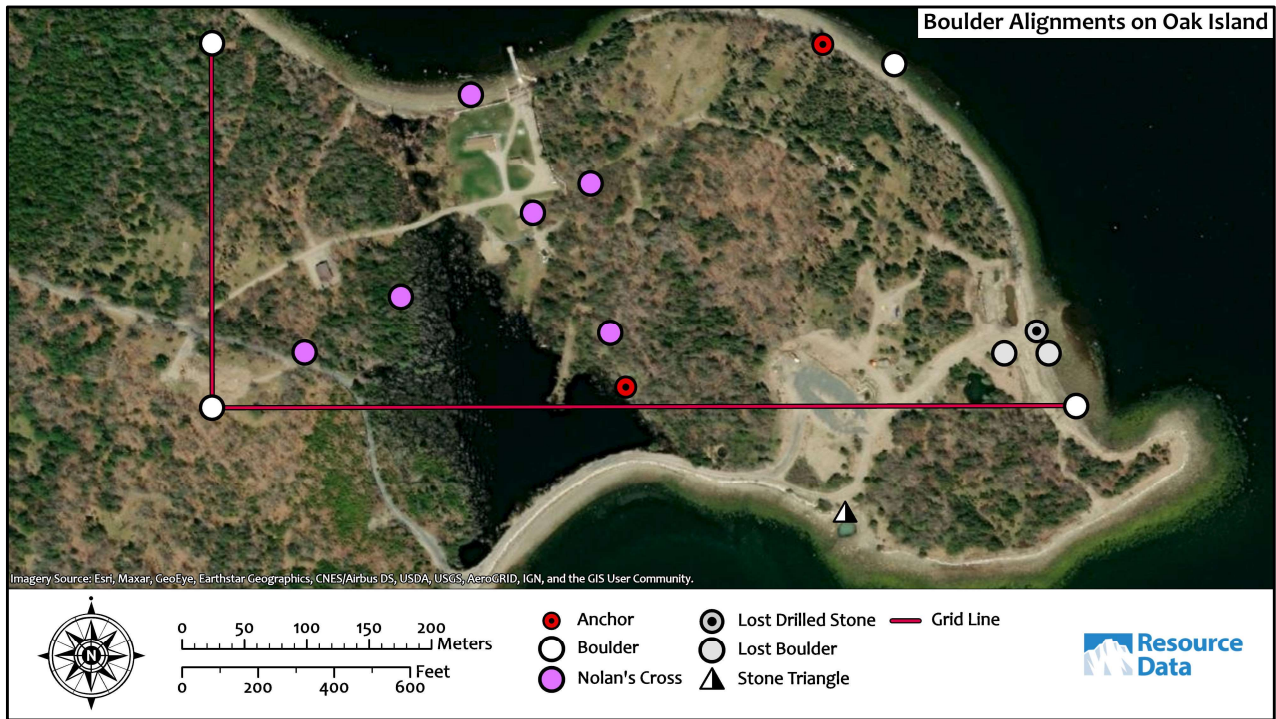 Boulder Alignments on Oak Island
Imagery Source: Esri, Maxar, GeoEye, Earthstar Geographics, CNES/Airbus DS, USDA, USGS, AeroGRID, IGN, and the GIS User Community.
N
0 50 100 150 200 Meters
Feet
0 200 400 600
Anchor
Boulder
Nolan's Cross
Lost Drilled Stone
Lost Boulder
Stone Triangle
Grid Line
Resource
Data